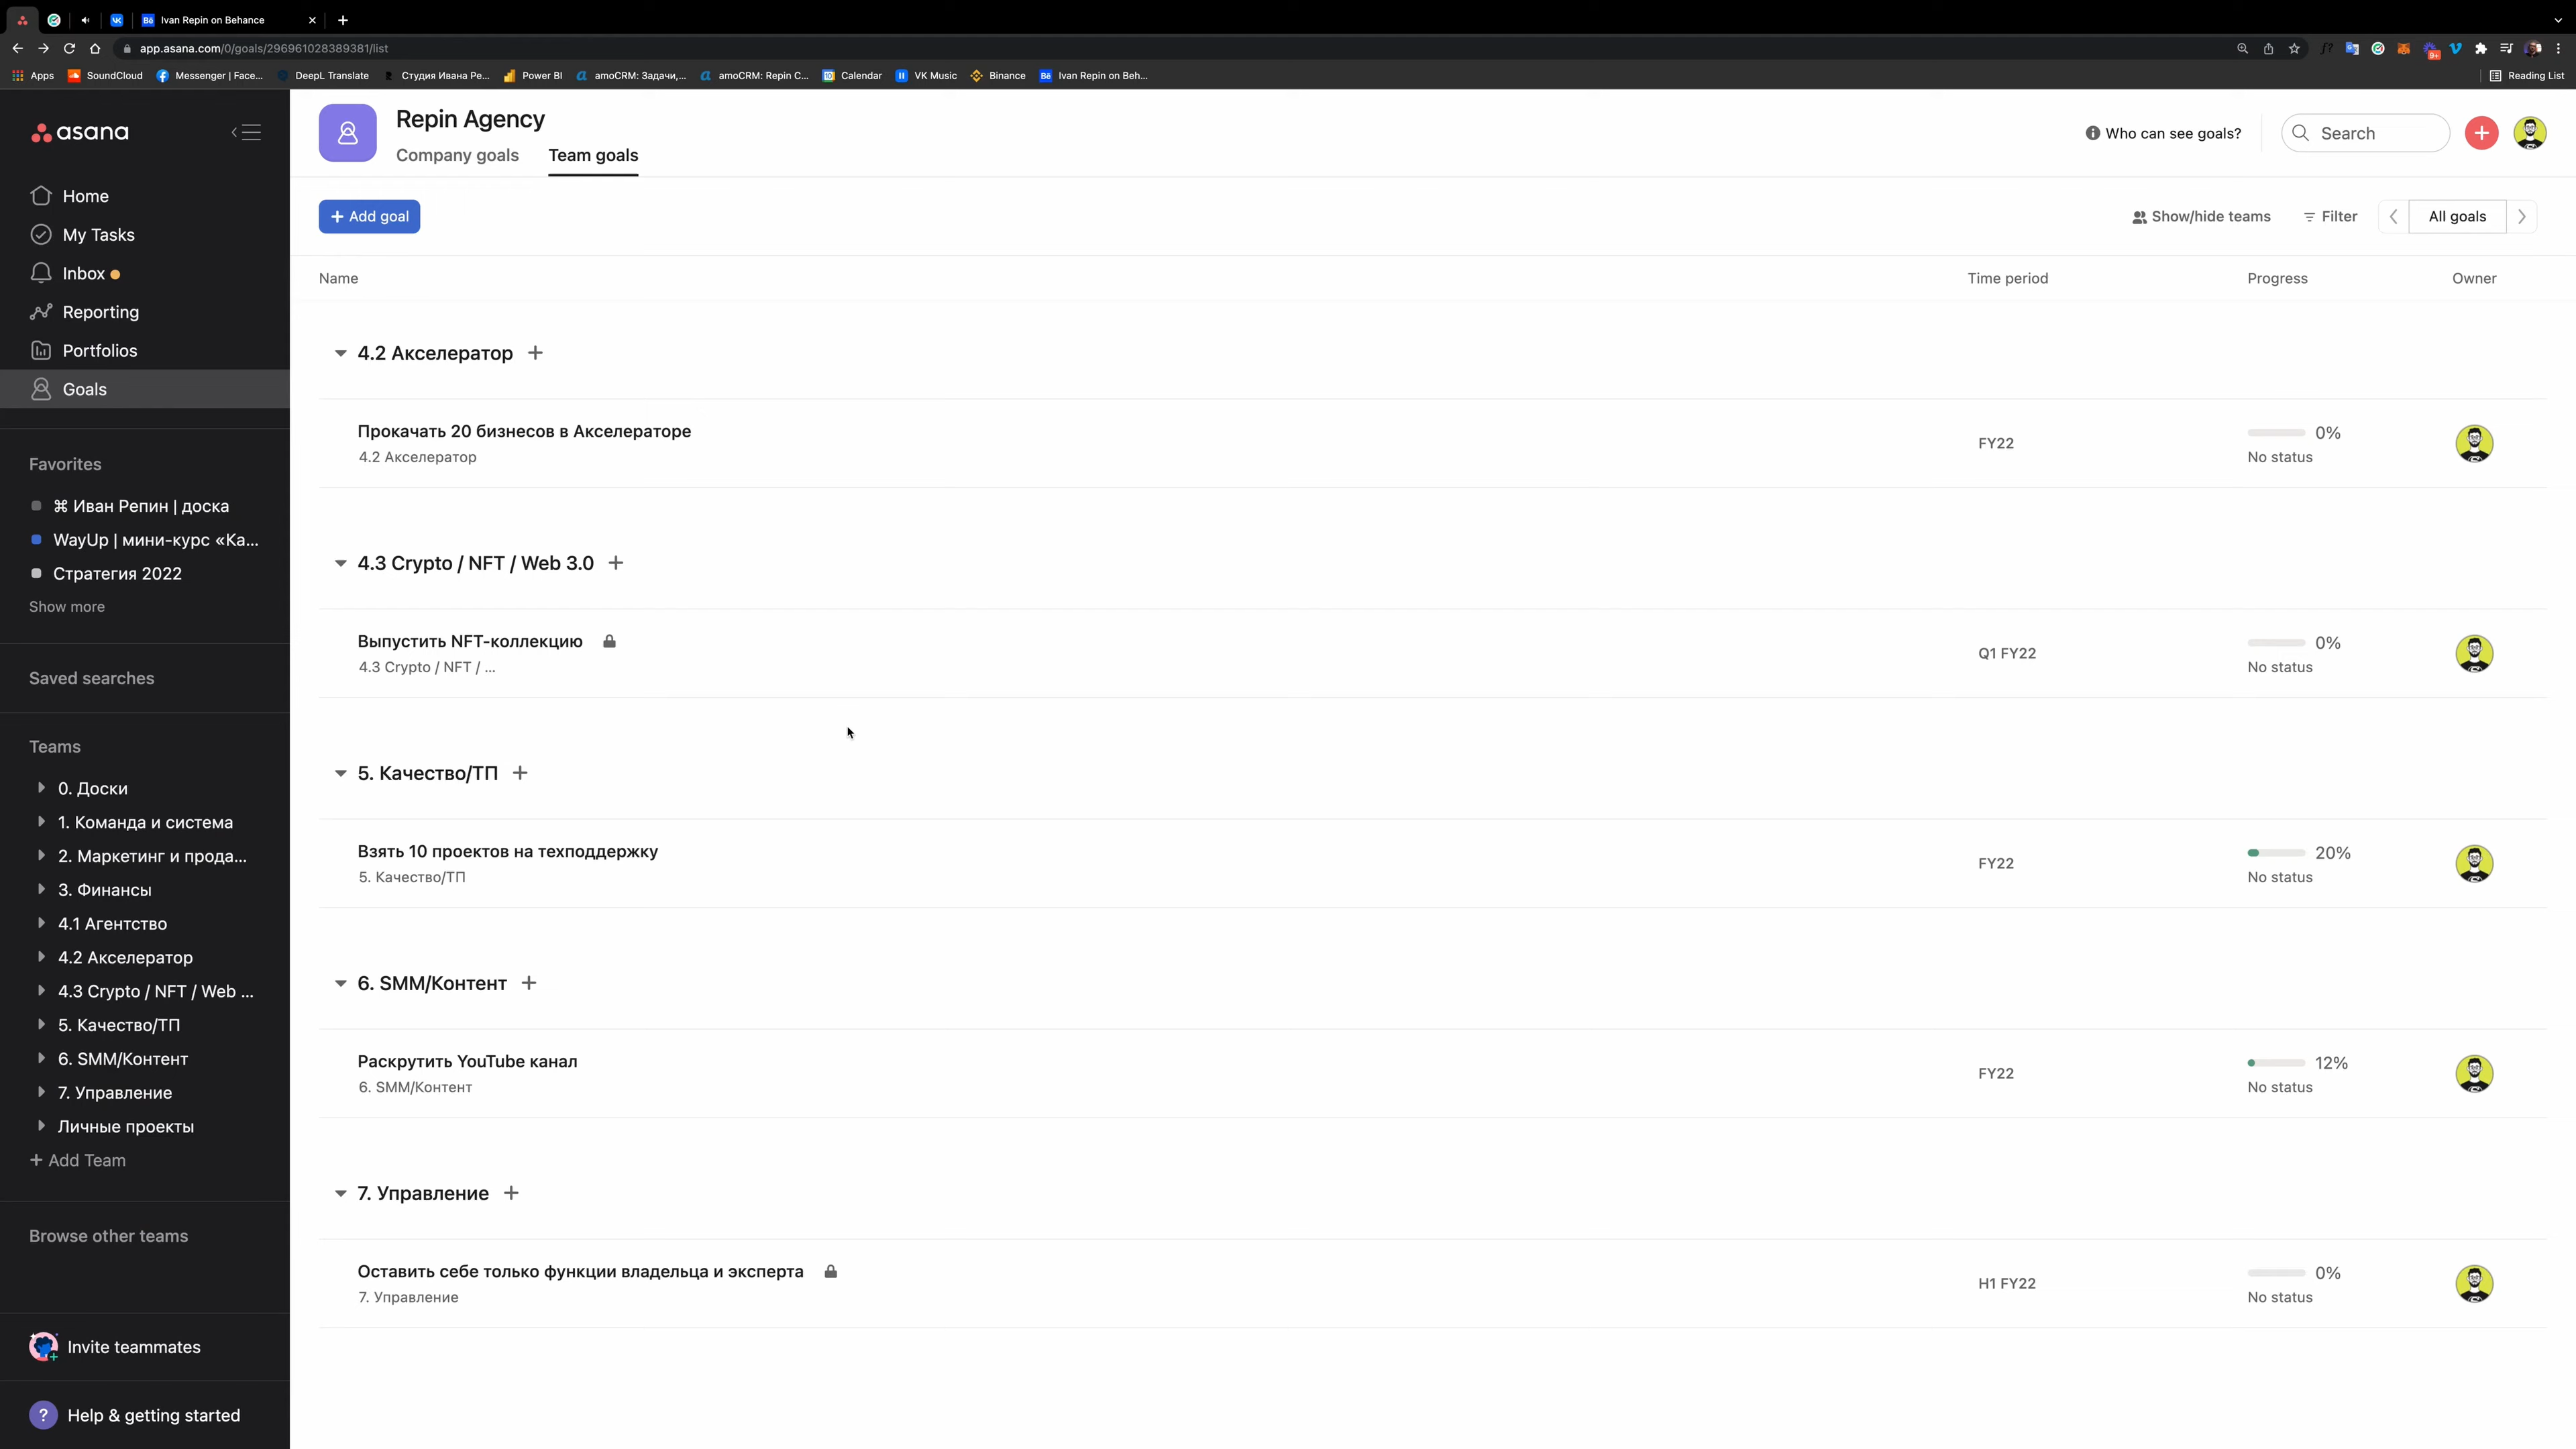 Ivan Repin on Behance
app.asana.com/0/goals/296961028389381/list
Apps SoundCloud Messenger | Face... DeepL Translate Студия Ивана Ре... Power BI amoCRM: Задачи,... amoCRM: Repin C... Calendar VK Music Binance Ivan Repin on Beh... Reading List
asana
Home
My Tasks
Inbox
Reporting
Portfolios
Goals
Favorites
⌘ Иван Репин | доска
WayUp | мини-курс «Ка...
Стратегия 2022
Show more
Saved searches
Teams
0. Доски
1. Команда и система
2. Маркетинг и прода...
3. Финансы
4.1 Агентство
4.2 Акселератор
4.3 Crypto / NFT / Web ...
5. Качество/ТП
6. SMM/Контент
7. Управление
Личные проекты
+ Add Team
Browse other teams
Invite teammates
? Help & getting started
Repin Agency
Company goals Team goals
Who can see goals? Search
+ Add goal
Show/hide teams Filter All goals
Name Time period Progress Owner
4.2 Акселератор +
Прокачать 20 бизнесов в Акселераторе
4.2 Акселератор
FY22
0%
No status
4.3 Crypto / NFT / Web 3.0 +
Выпустить NFT-коллекцию
4.3 Crypto / NFT / ...
Q1 FY22
0%
No status
5. Качество/ТП +
Взять 10 проектов на техподдержку
5. Качество/ТП
FY22
20%
No status
6. SMM/Контент +
Раскрутить YouTube канал
6. SMM/Контент
FY22
12%
No status
7. Управление +
Оставить себе только функции владельца и эксперта
7. Управление
H1 FY22
0%
No status